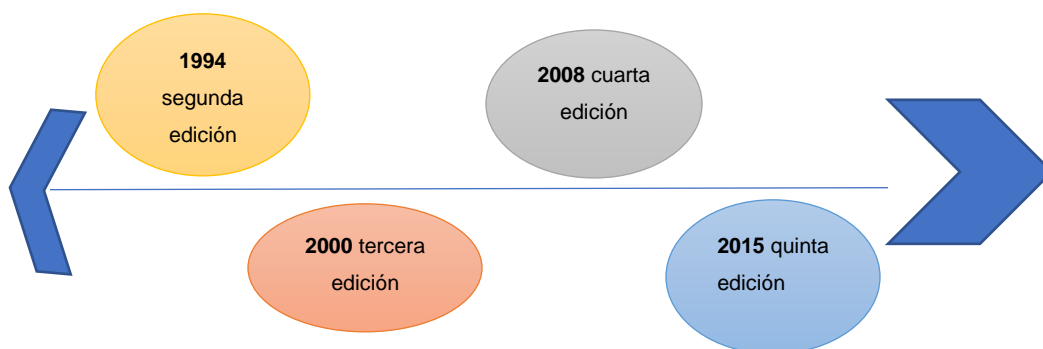 1994
segunda
edición
2000 tercera
edición
2008 cuarta
edición
2015 quinta
edición